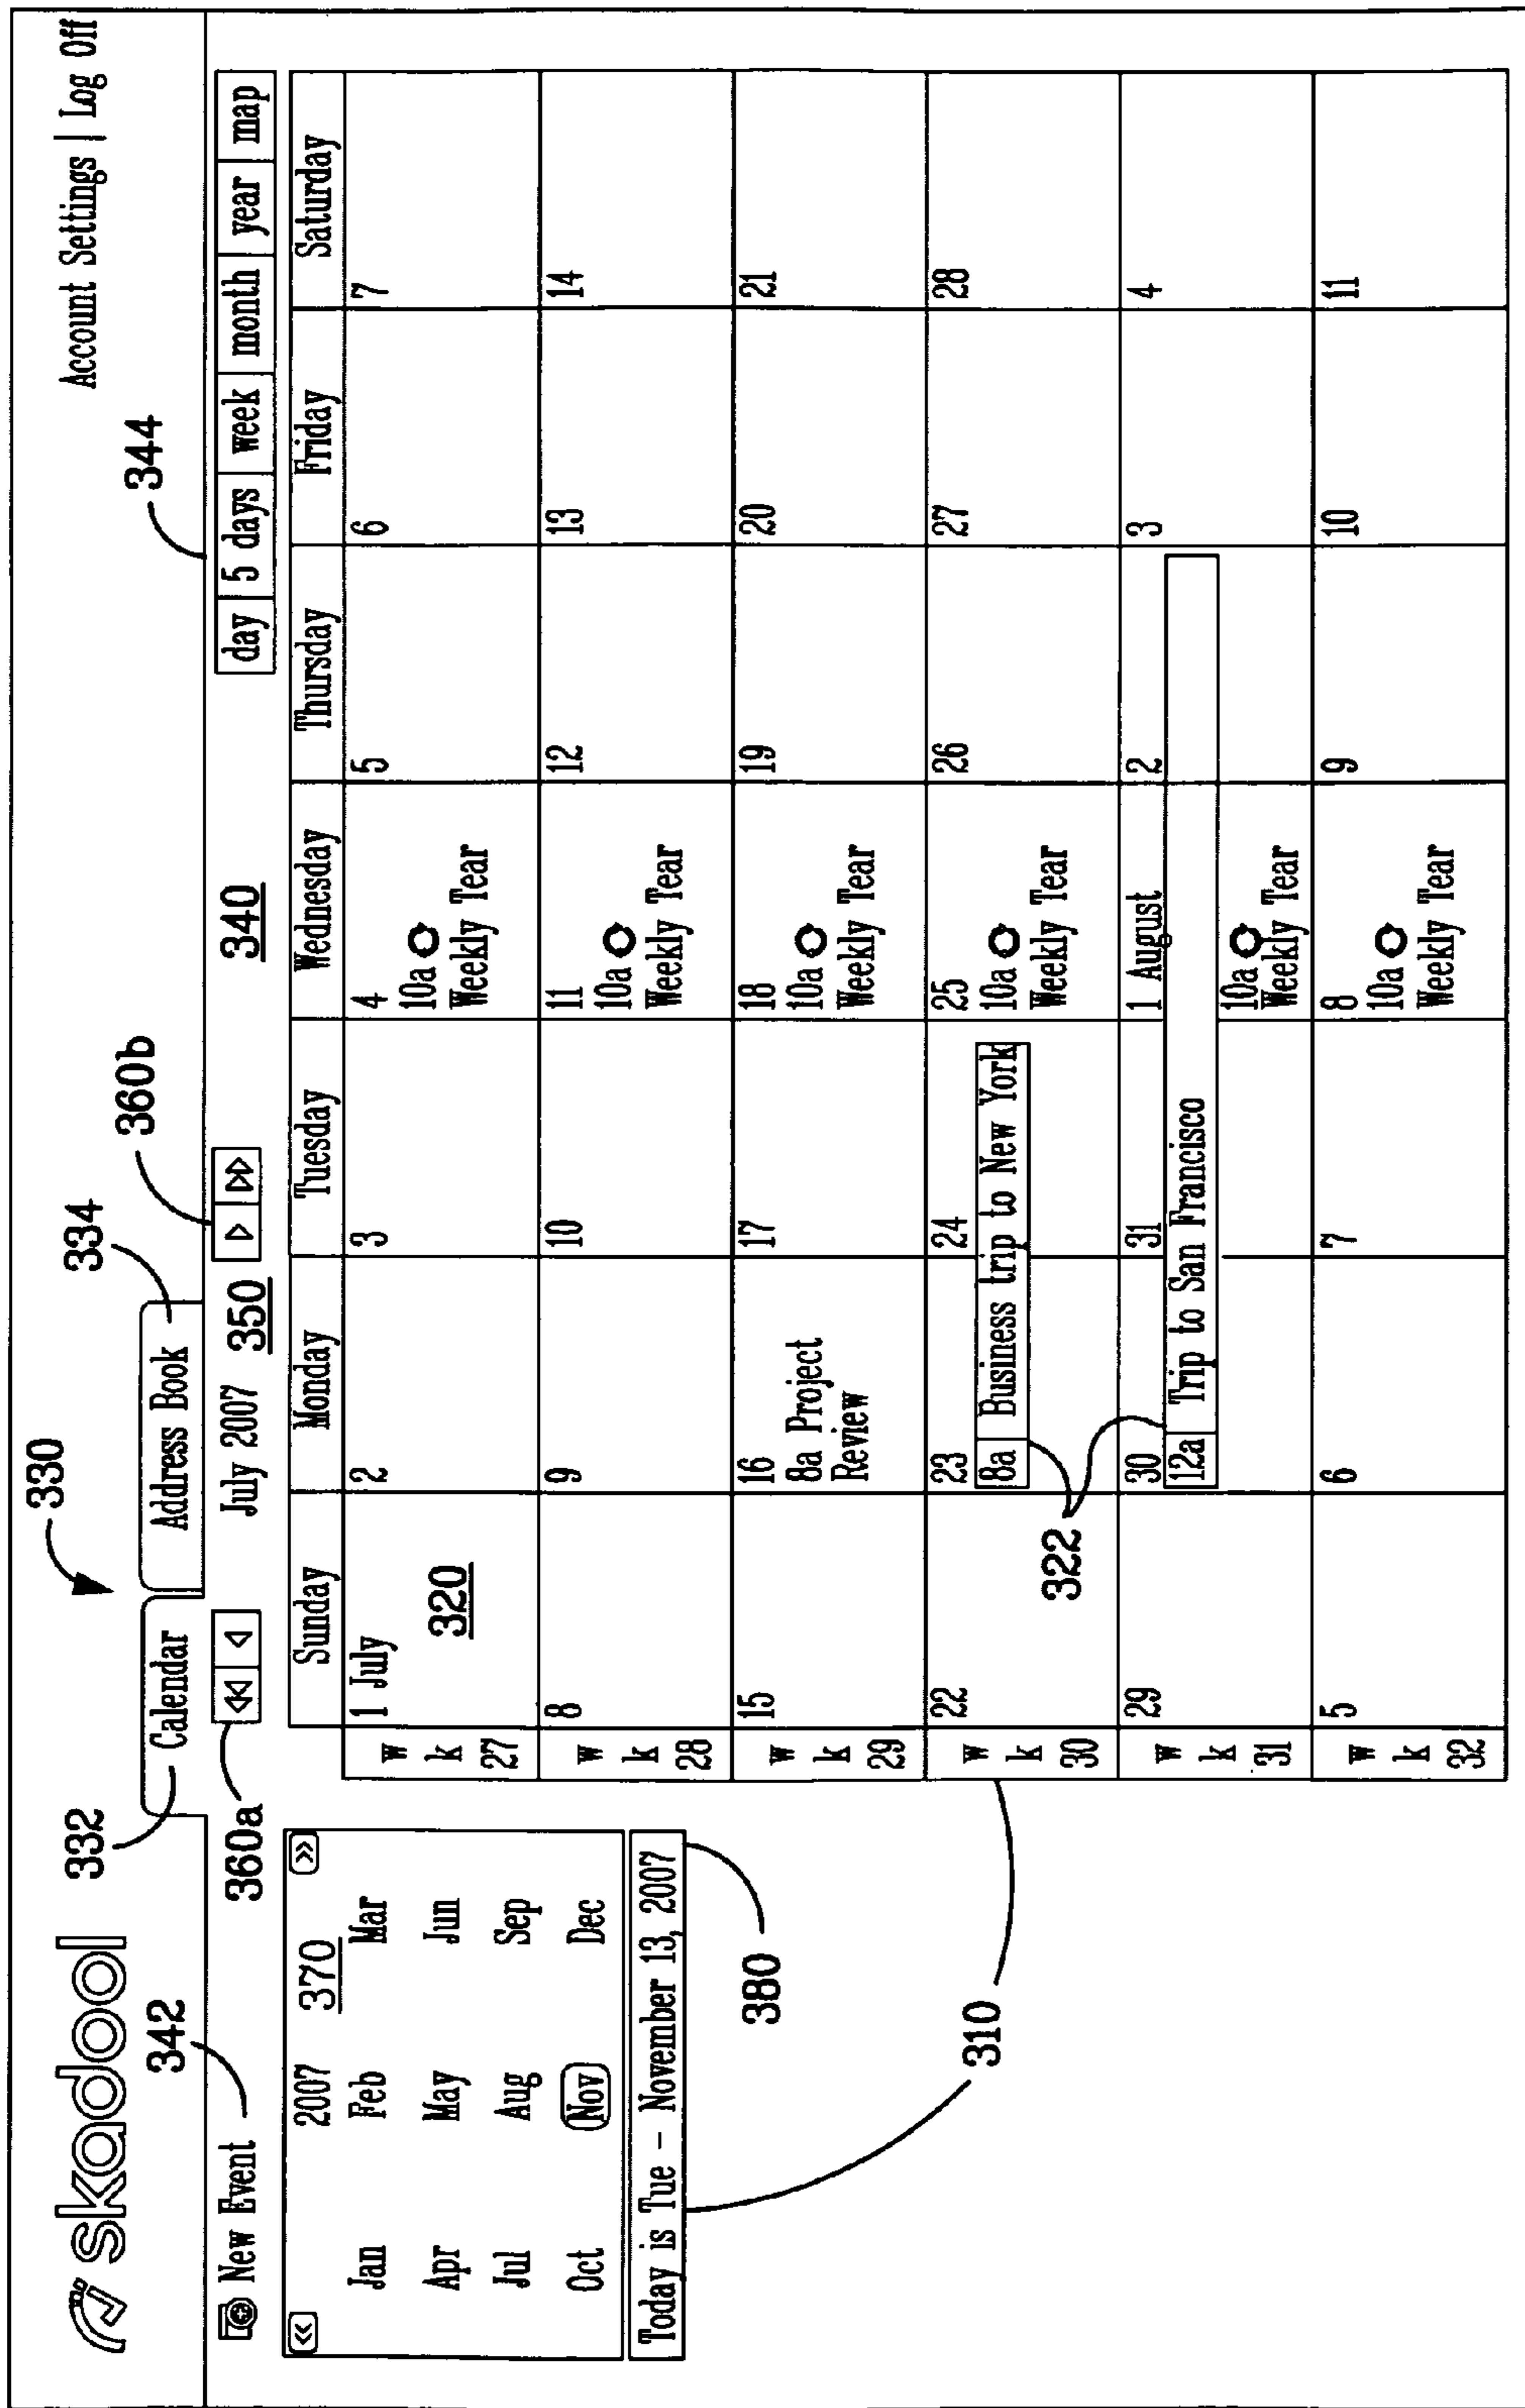 skadool
Account Settings | Log Off
330
332
334
Calendar
Address Book
342
360a
360b
344
New Event
July 2007
350
340
day 5 days week month year map
2007
370
Jan Feb Mar
Apr May Jun
Jul Aug Sep
Oct Nov Dec
Today is Tue - November 13, 2007
380
310
Sunday Monday Tuesday Wednesday Thursday Friday Saturday
w k 27
1 July 2 3 4 5 6 7
320
10a
Weekly Tear
w k 28
8 9 10 11 12 13 14
10a
Weekly Tear
w k 29
15 16 17 18 19 20 21
8a Project
Review
10a
Weekly Tear
w k 30
22 23 24 25 26 27 28
8a Business trip to New York
10a
Weekly Tear
322
w k 31
29 30 31 1 August 2 3 4
12a Trip to San Francisco
10a
Weekly Tear
w k 32
5 6 7 8 9 10 11
10a
Weekly Tear